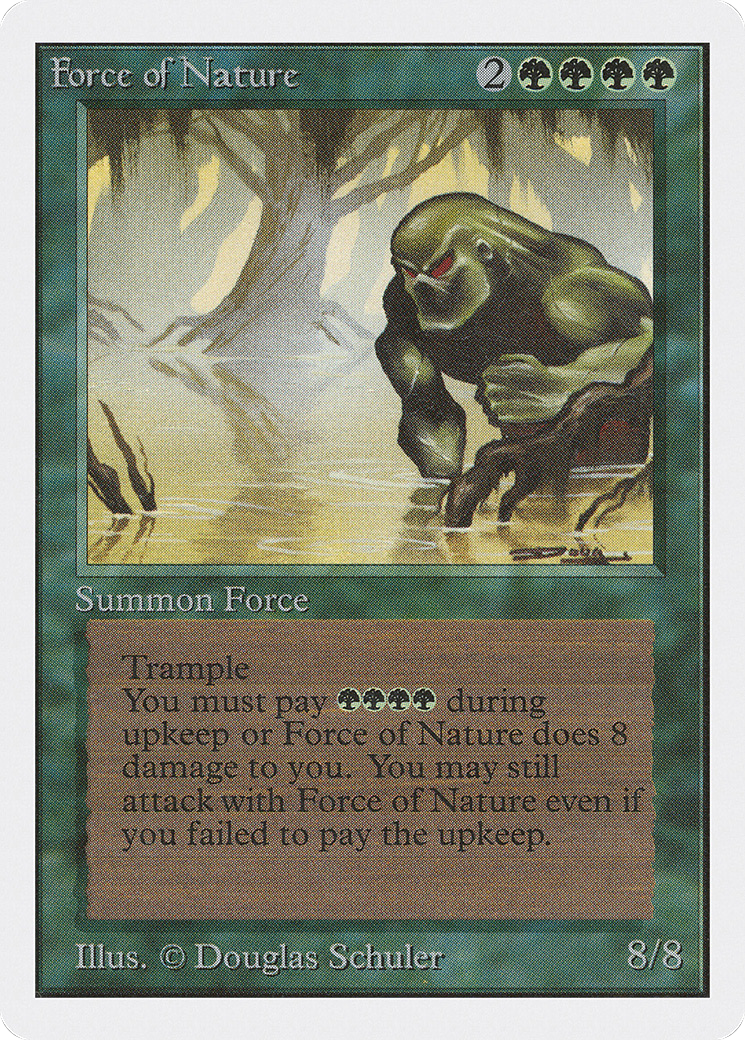 Force of Nature 2
Summon Force
Trample
You must pay during
upkeep or Force of Nature does 8
damage to you. You may still
attack with Force of Nature even if
you failed to pay the upkeep.
Illus. © Douglas Schuler 8/8